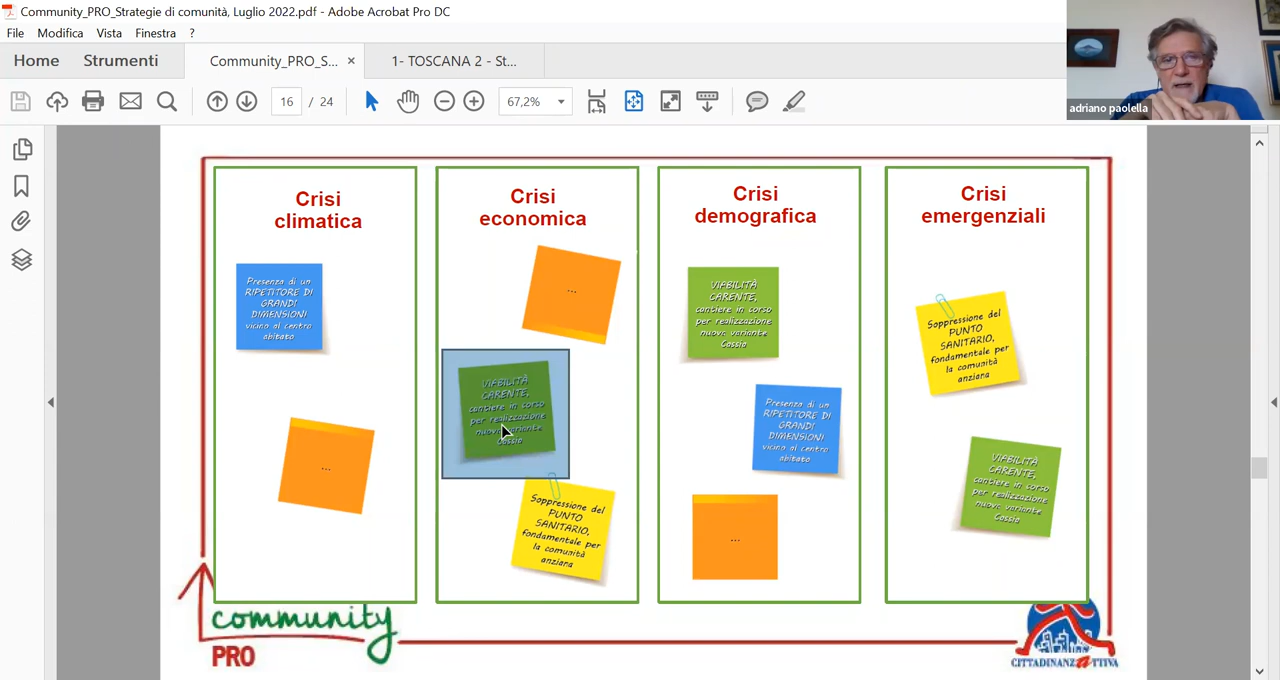 Community_PRO_Strategie di comunità, Luglio 2022.pdf - Adobe Acrobat Pro DC
File Modifica Vista Finestra ?
Home Strumenti Community_PRO_S... × 1- TOSCANA 2 - St...
16 / 24 67,2%
adriano paolella
Crisi
climatica
Presenza di un
RIPETITORE DI
GRANDI
DIMENSIONI
vicino al centro
abitato
...
Crisi
economica
...
VIABILITÀ
CARENTE,
cantiere in corso
per realizzazione
nuova variante
Cassia
Soppressione del
PUNTO
SANITARIO,
fondamentale per
la comunità
anziana
Crisi
demografica
VIABILITÀ
CARENTE,
cantiere in corso
per realizzazione
nuova variante
Cassia
Presenza di un
RIPETITORE DI
GRANDI
DIMENSIONI
vicino al centro
abitato
...
Crisi
emergenziali
Soppressione del
PUNTO
SANITARIO,
fondamentale per
la comunità
anziana
VIABILITÀ
CARENTE,
cantiere in corso
per realizzazione
nuova variante
Cassia
community
PRO
CITTADINANZATTIVA